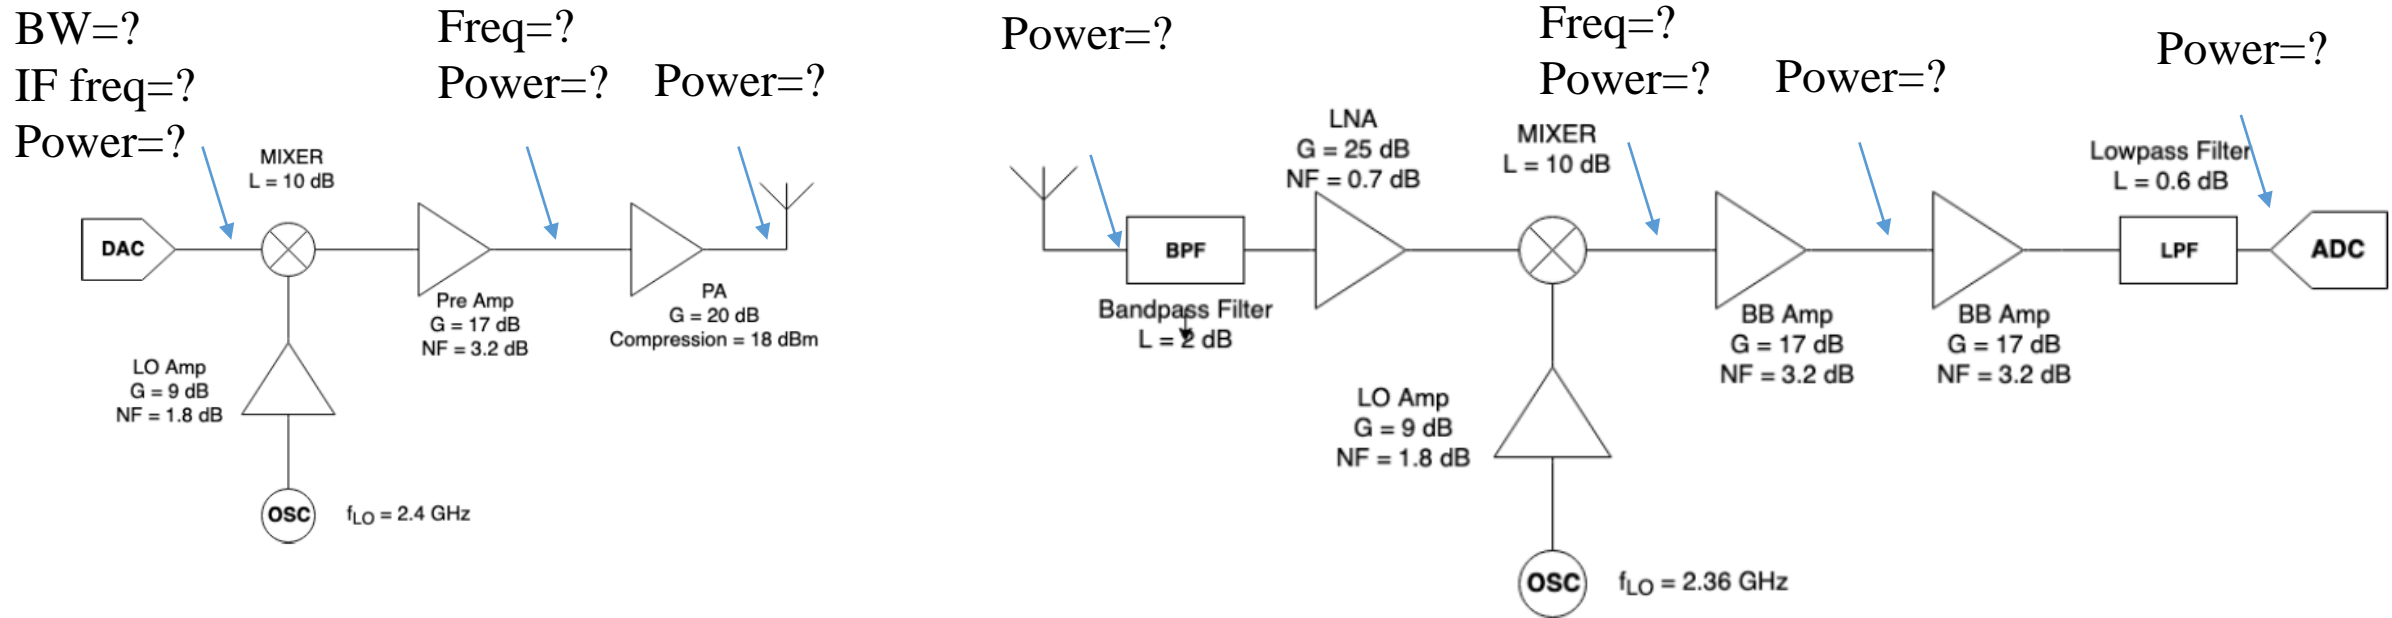 BW=?
IF freq=?
Power=?
Freq=?
Power=?
Power=?
MIXER
L = 10 dB
DAC
Pre Amp
G = 17 dB
NF = 3.2 dB
PA
G = 20 dB
Compression = 18 dBm
LO Amp
G = 9 dB
NF = 1.8 dB
OSC
fLO = 2.4 GHz
Power=?
Freq=?
Power=?
Power=?
Power=?
LNA
G = 25 dB
NF = 0.7 dB
MIXER
L = 10 dB
Lowpass Filter
L = 0.6 dB
BPF
LPF
ADC
Bandpass Filter
L = 2 dB
BB Amp
G = 17 dB
NF = 3.2 dB
BB Amp
G = 17 dB
NF = 3.2 dB
LO Amp
G = 9 dB
NF = 1.8 dB
OSC
fLO = 2.36 GHz